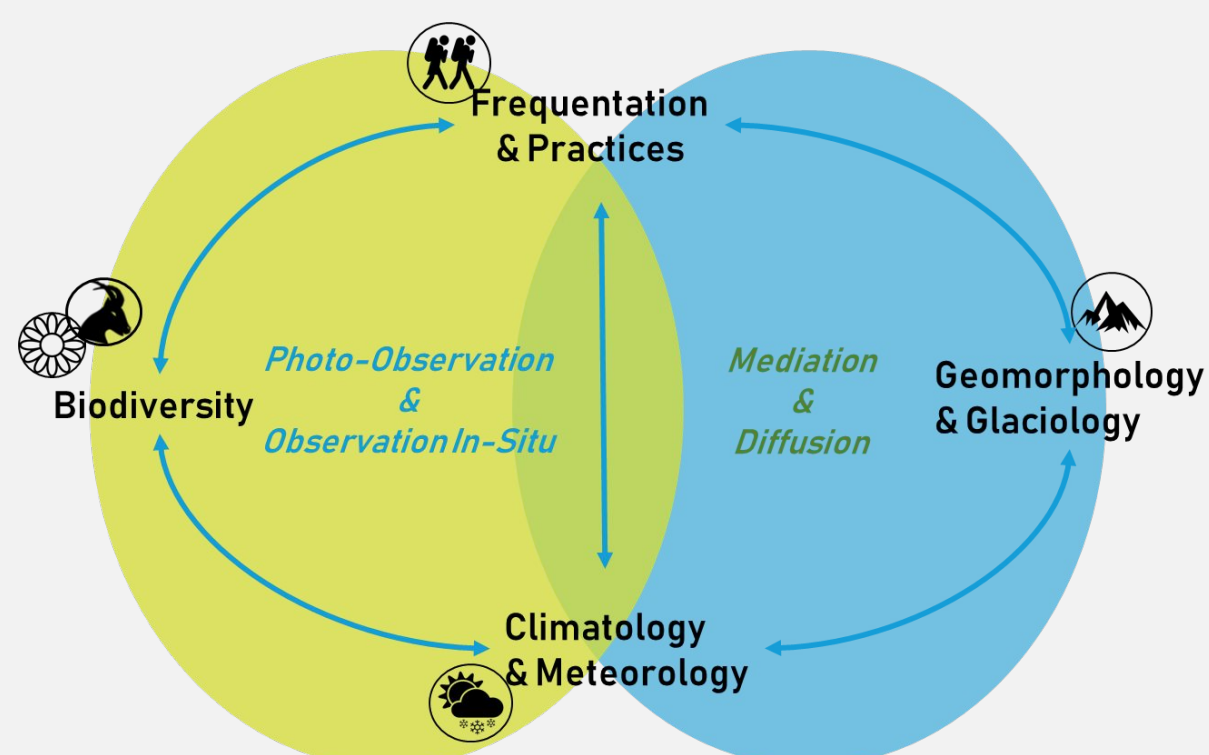 Frequentation
& Practices
Biodiversity
Photo-Observation
&
Observation In-Situ
Mediation
&
Diffusion
Geomorphology
& Glaciology
Climatology
& Meteorology